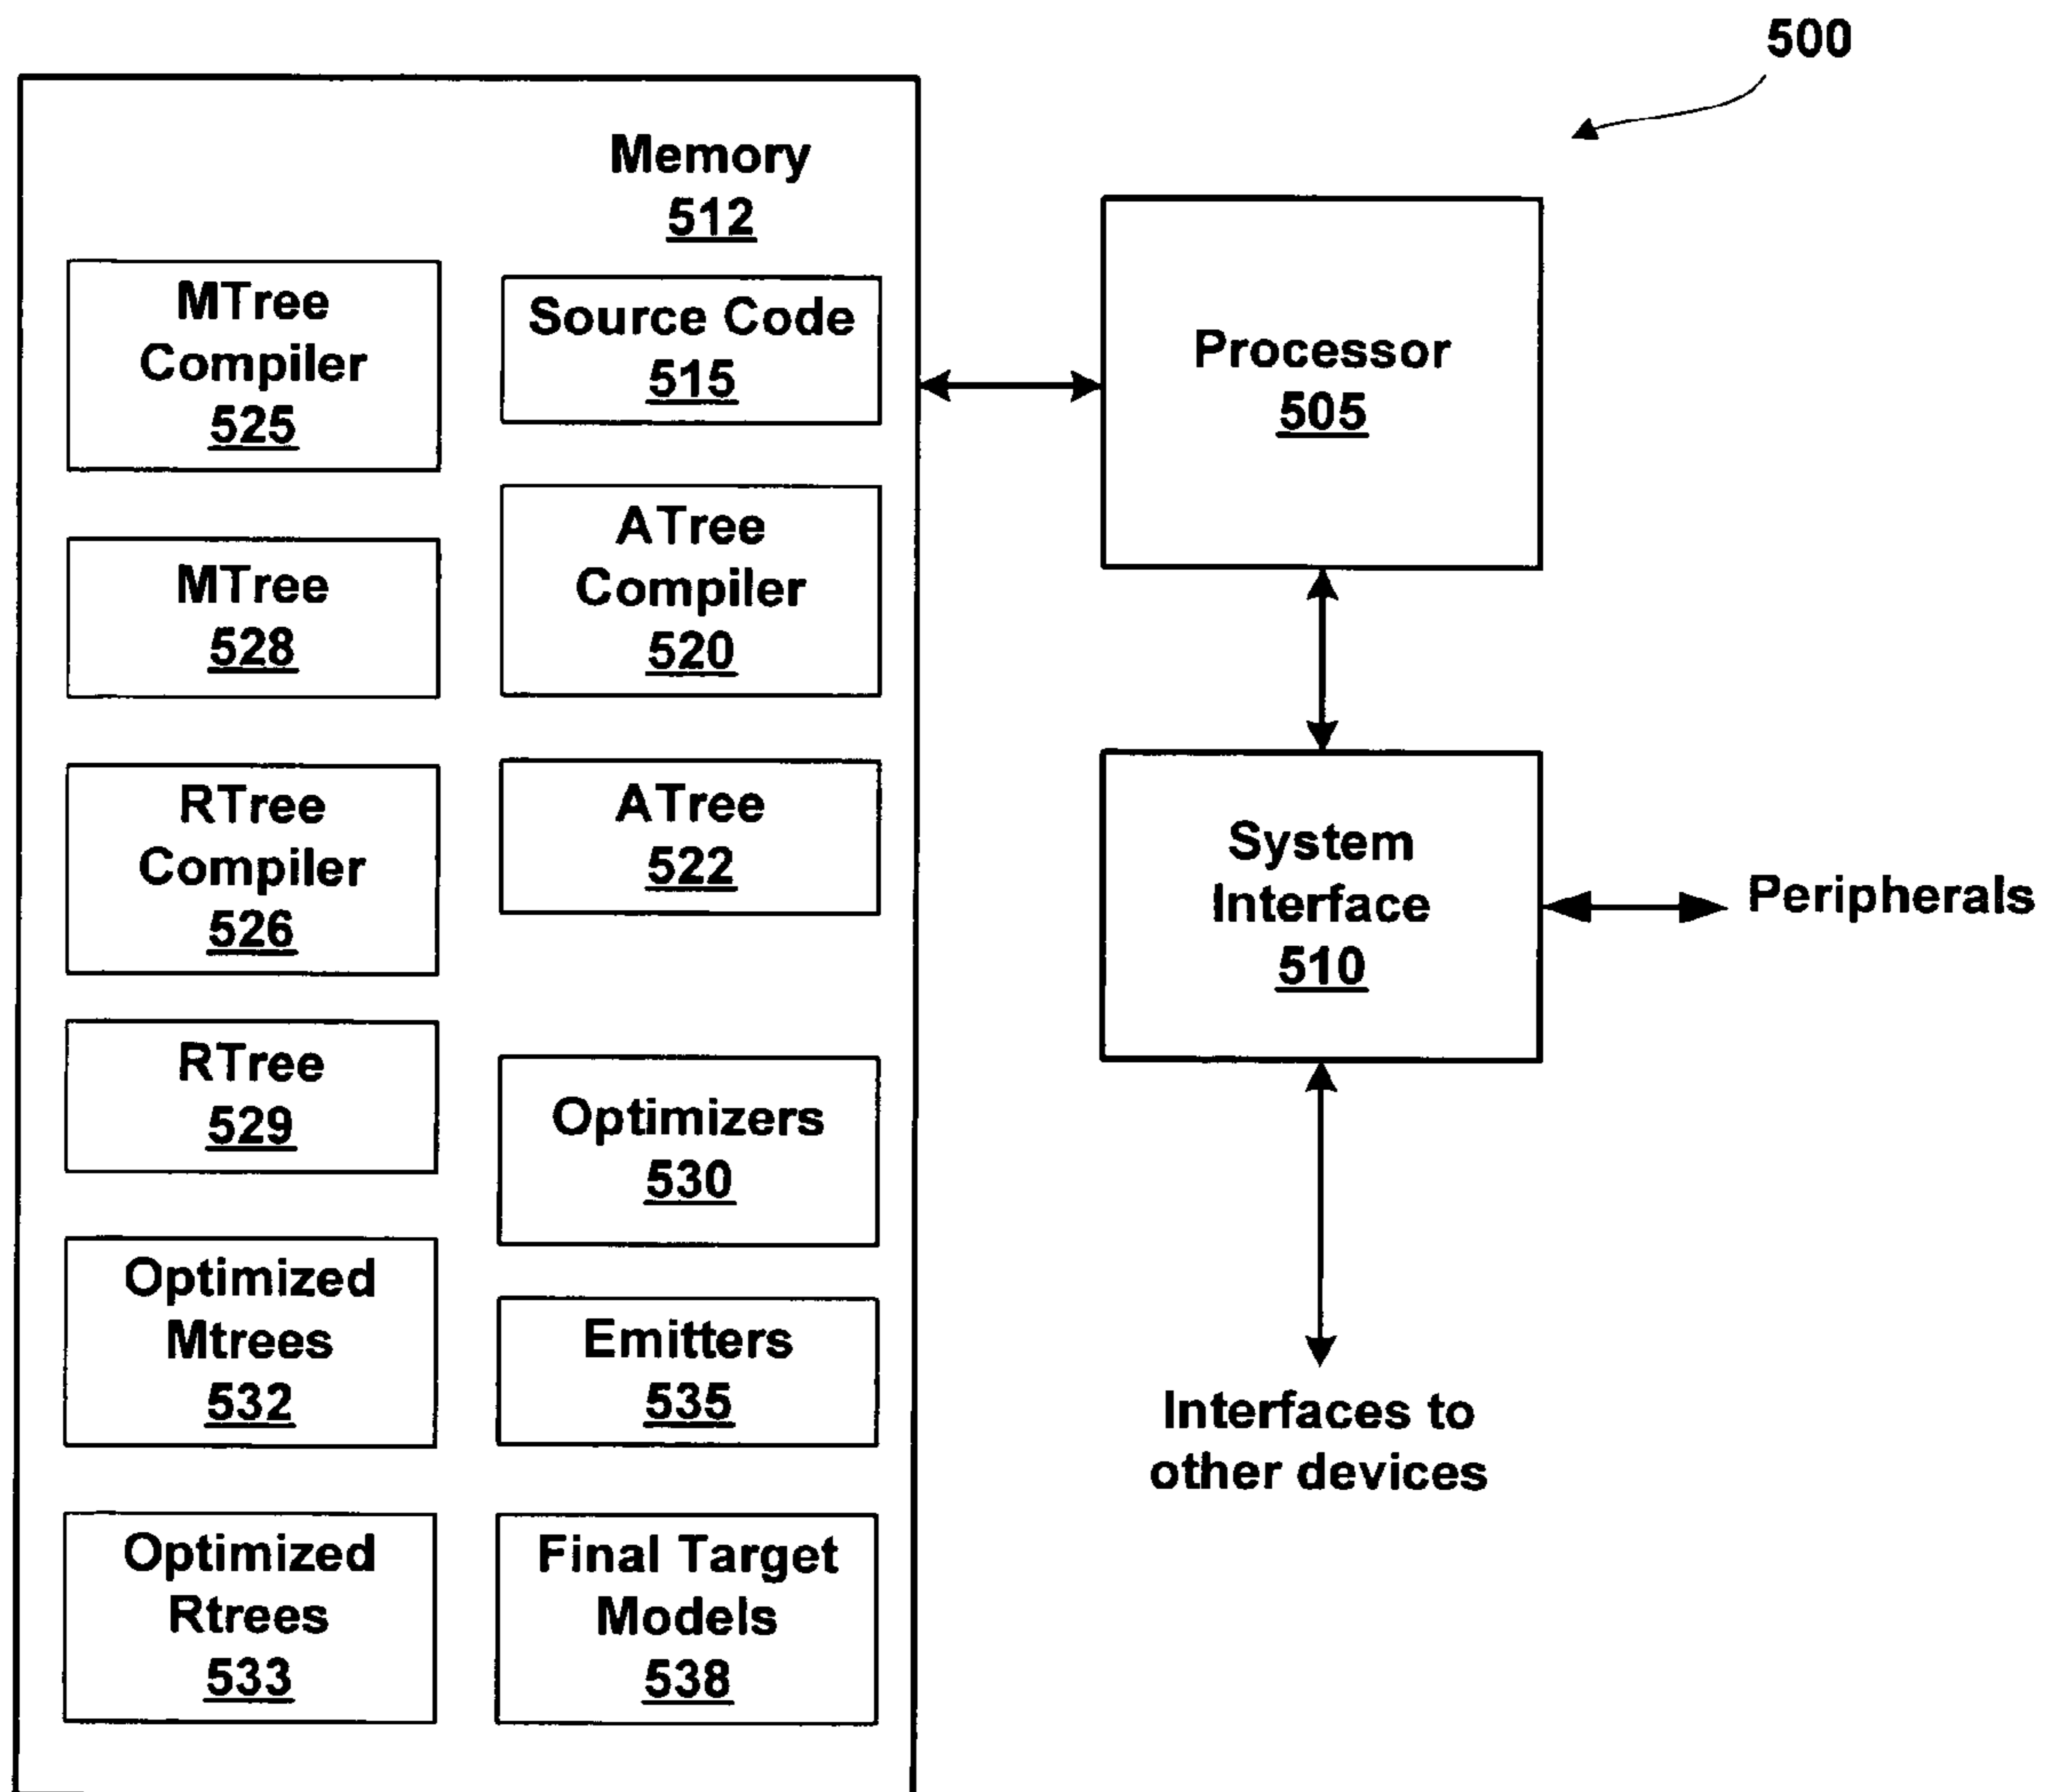 500
Memory
512
MTree
Compiler
525
Source Code
515
MTree
528
ATree
Compiler
520
RTree
Compiler
526
ATree
522
RTree
529
Optimizers
530
Optimized
Mtrees
532
Emitters
535
Optimized
Rtrees
533
Final Target
Models
538
Processor
505
System
Interface
510
Peripherals
Interfaces to
other devices